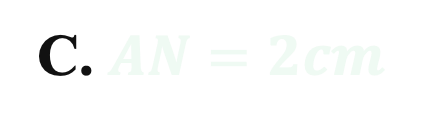 C. AN = 2cm